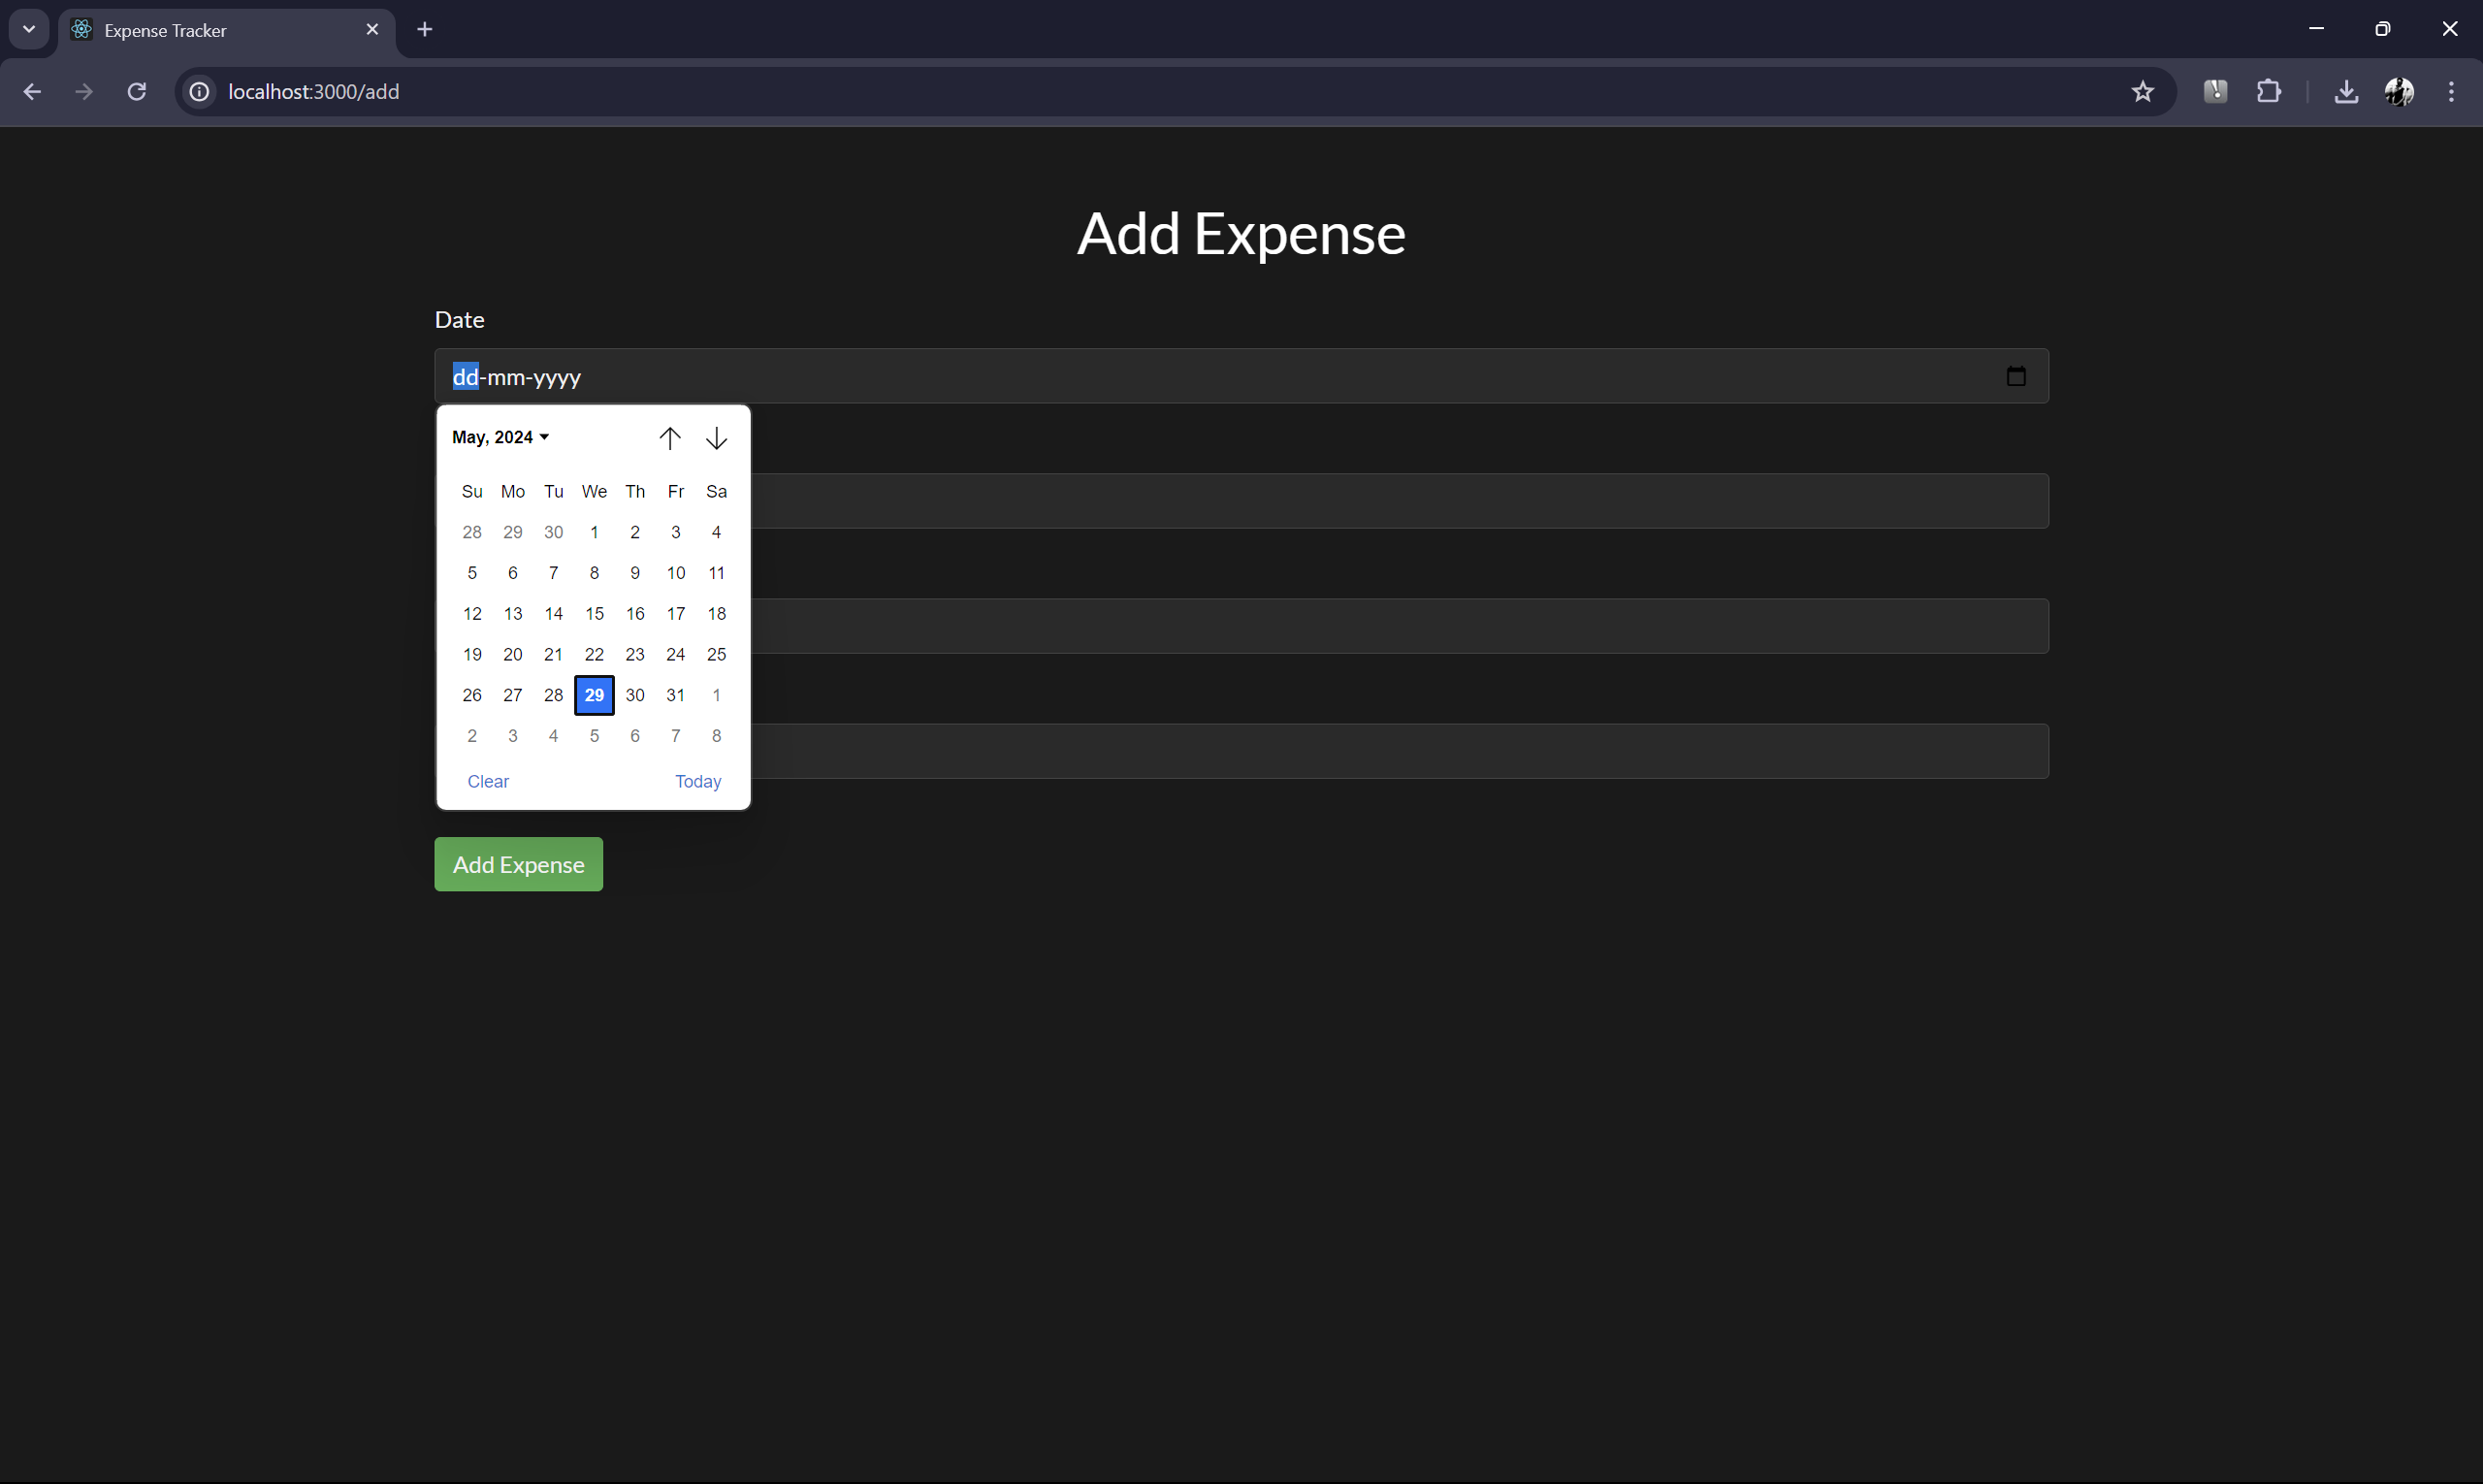 Expense Tracker
localhost:3000/add
Add Expense
Date
dd-mm-yyyy
May, 2024
Su Mo Tu We Th Fr Sa
28 29 30 1 2 3 4
5 6 7 8 9 10 11
12 13 14 15 16 17 18
19 20 21 22 23 24 25
26 27 28 29 30 31 1
2 3 4 5 6 7 8
Clear Today
Add Expense